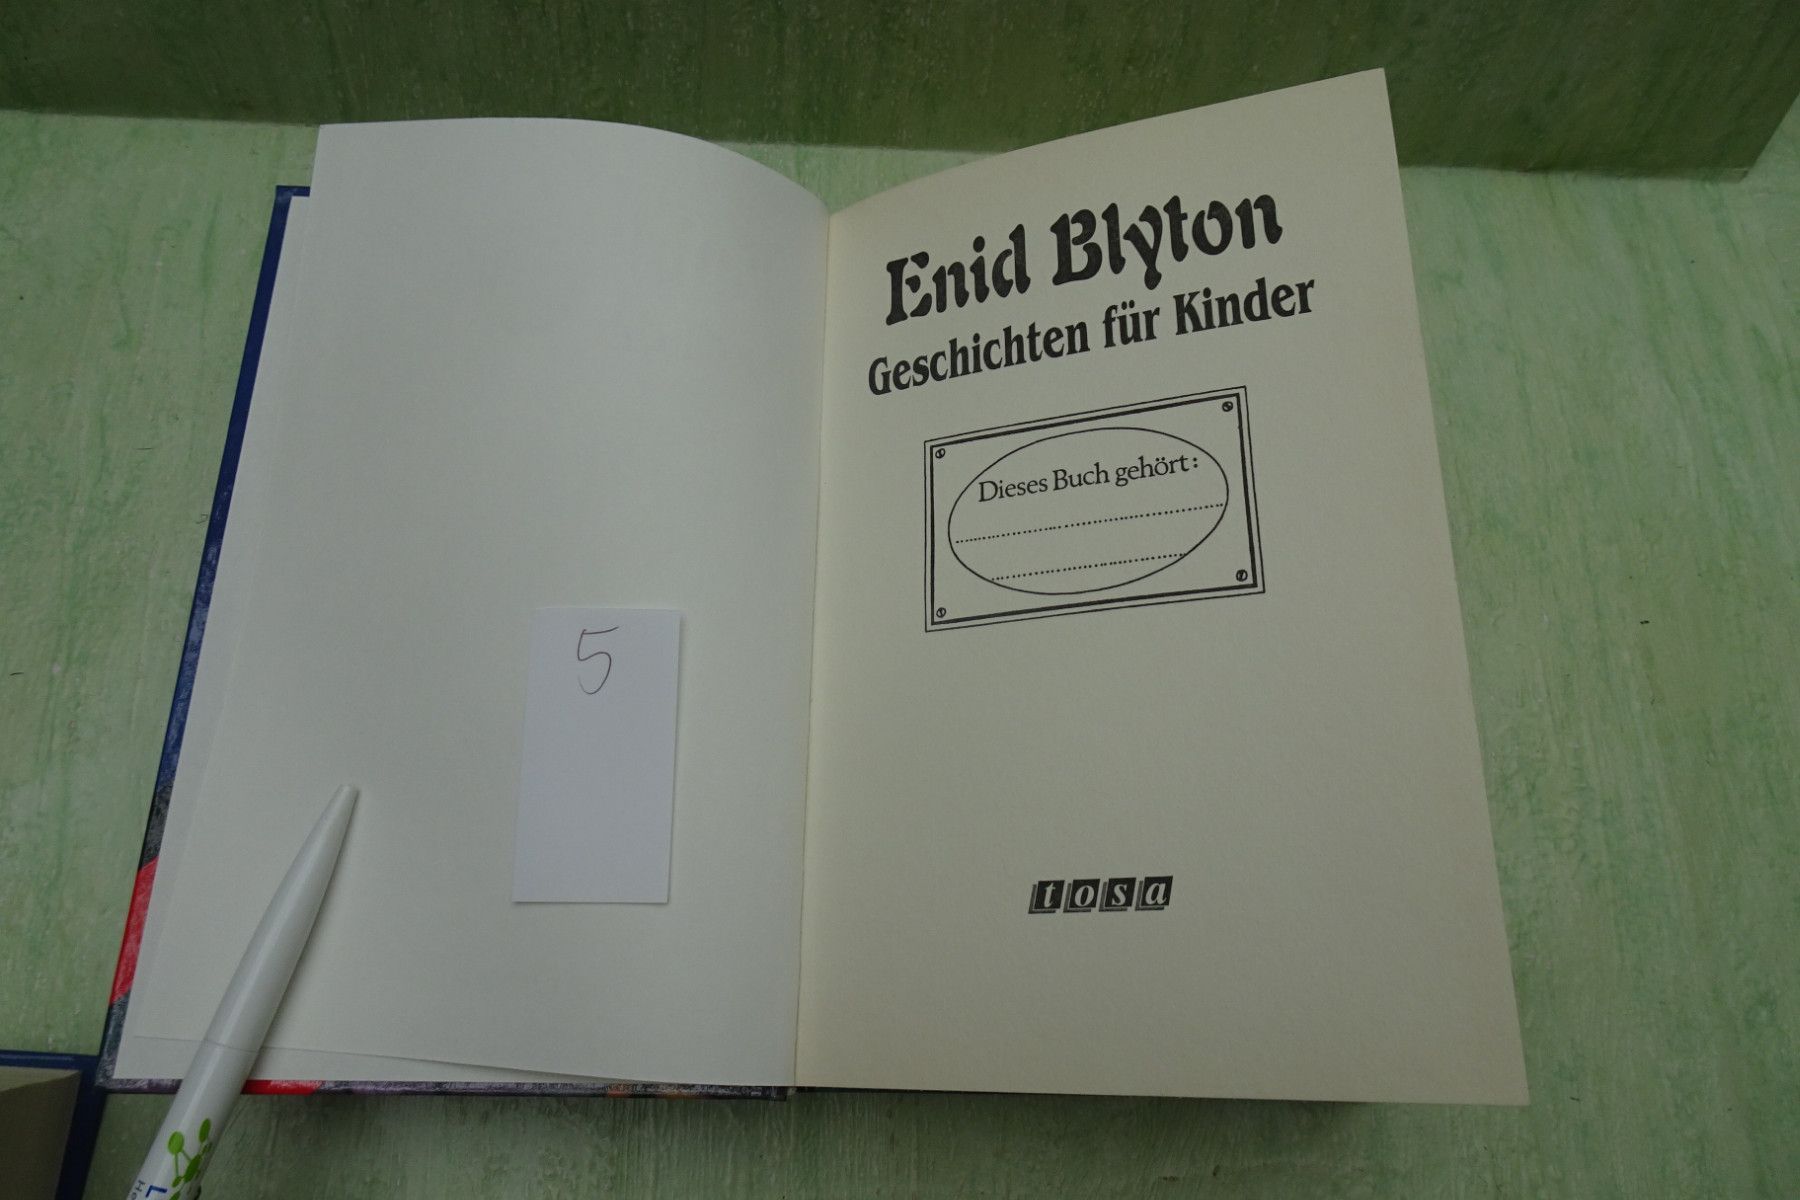 5
Enid Blyton
Geschichten für Kinder
Dieses Buch gehört:
tosa